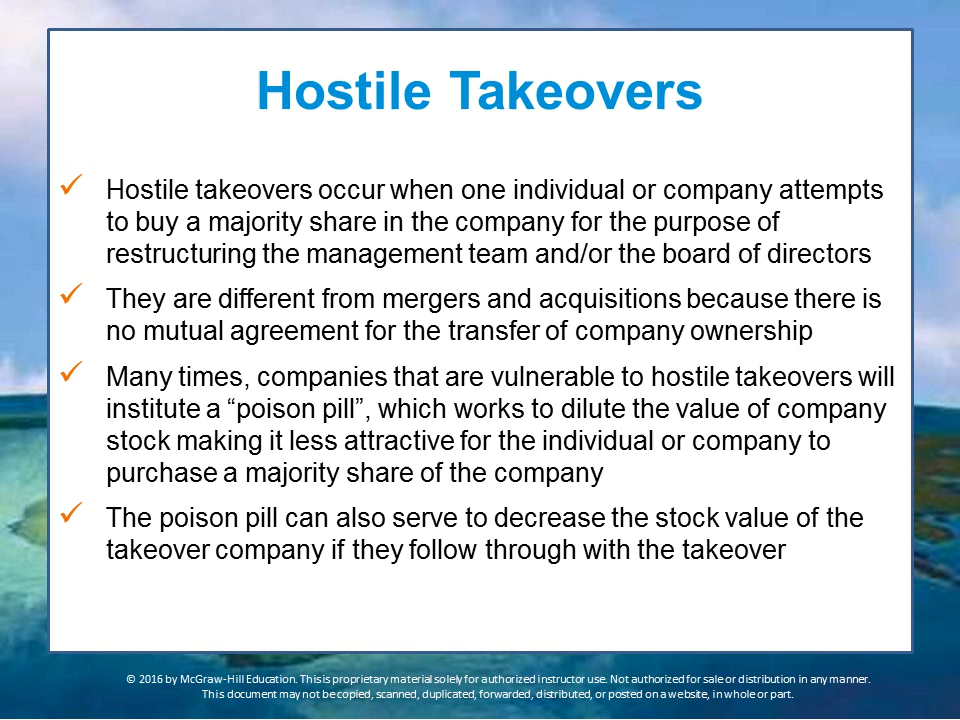 Hostile Takeovers
✓ Hostile takeovers occur when one individual or company attempts
to buy a majority share in the company for the purpose of
restructuring the management team and/or the board of directors
✓ They are different from mergers and acquisitions because there is
no mutual agreement for the transfer of company ownership
✓ Many times, companies that are vulnerable to hostile takeovers will
institute a “poison pill”, which works to dilute the value of company
stock making it less attractive for the individual or company to
purchase a majority share of the company
✓ The poison pill can also serve to decrease the stock value of the
takeover company if they follow through with the takeover
© 2016 by McGraw-Hill Education. This is proprietary material solely for authorized instructor use. Not authorized for sale or distribution in any manner.
This document may not be copied, scanned, duplicated, forwarded, distributed, or posted on a website, in whole or part.